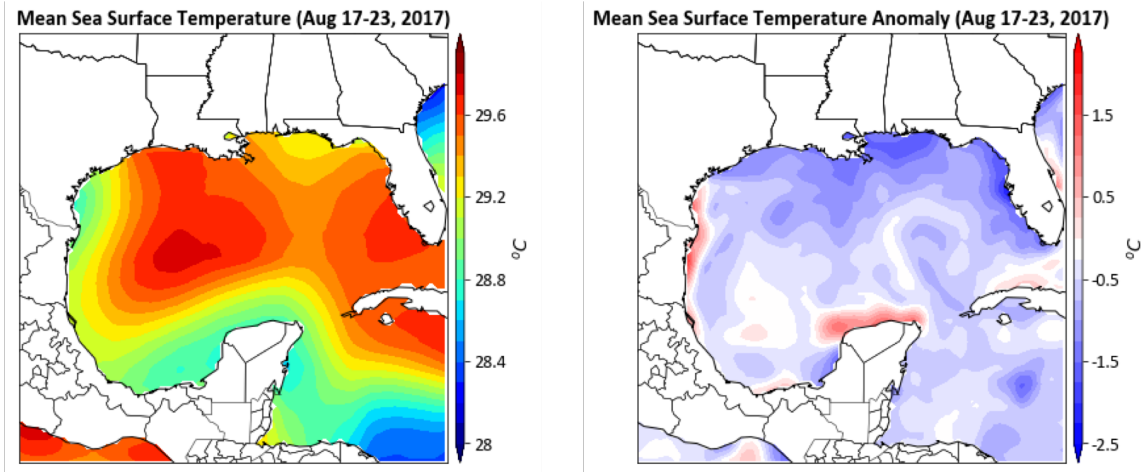 Mean Sea Surface Temperature (Aug 17-23, 2017)
29.6
29.2
28.8
28.4
28
°C
Mean Sea Surface Temperature Anomaly (Aug 17-23, 2017)
1.5
0.5
-0.5
-1.5
-2.5
°C